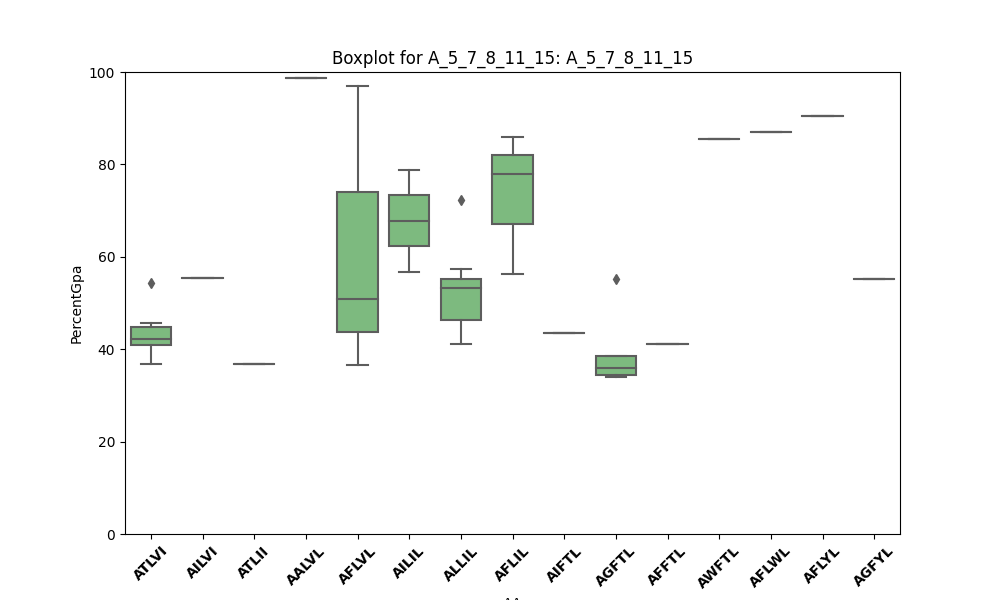 Boxplot for A_5_7_8_11_15: A_5_7_8_11_15
100
80
60
40
20
0
PercentGpa
ATLVI
AILVI
ATLII
AALVL
AFLVL
AILIL
ALLIL
AFLIL
AIFTL
AGFTL
AFFTL
AWFTL
AFLWL
AFLYL
AGFYL